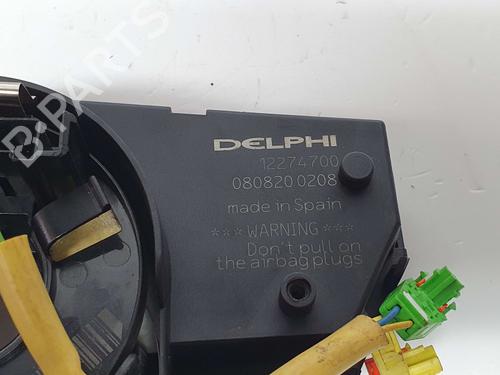 B-PARTS
DELPHI
12274700
080820 0208
made in Spain
***WARNING***
Don't pull on
the airbag plugs